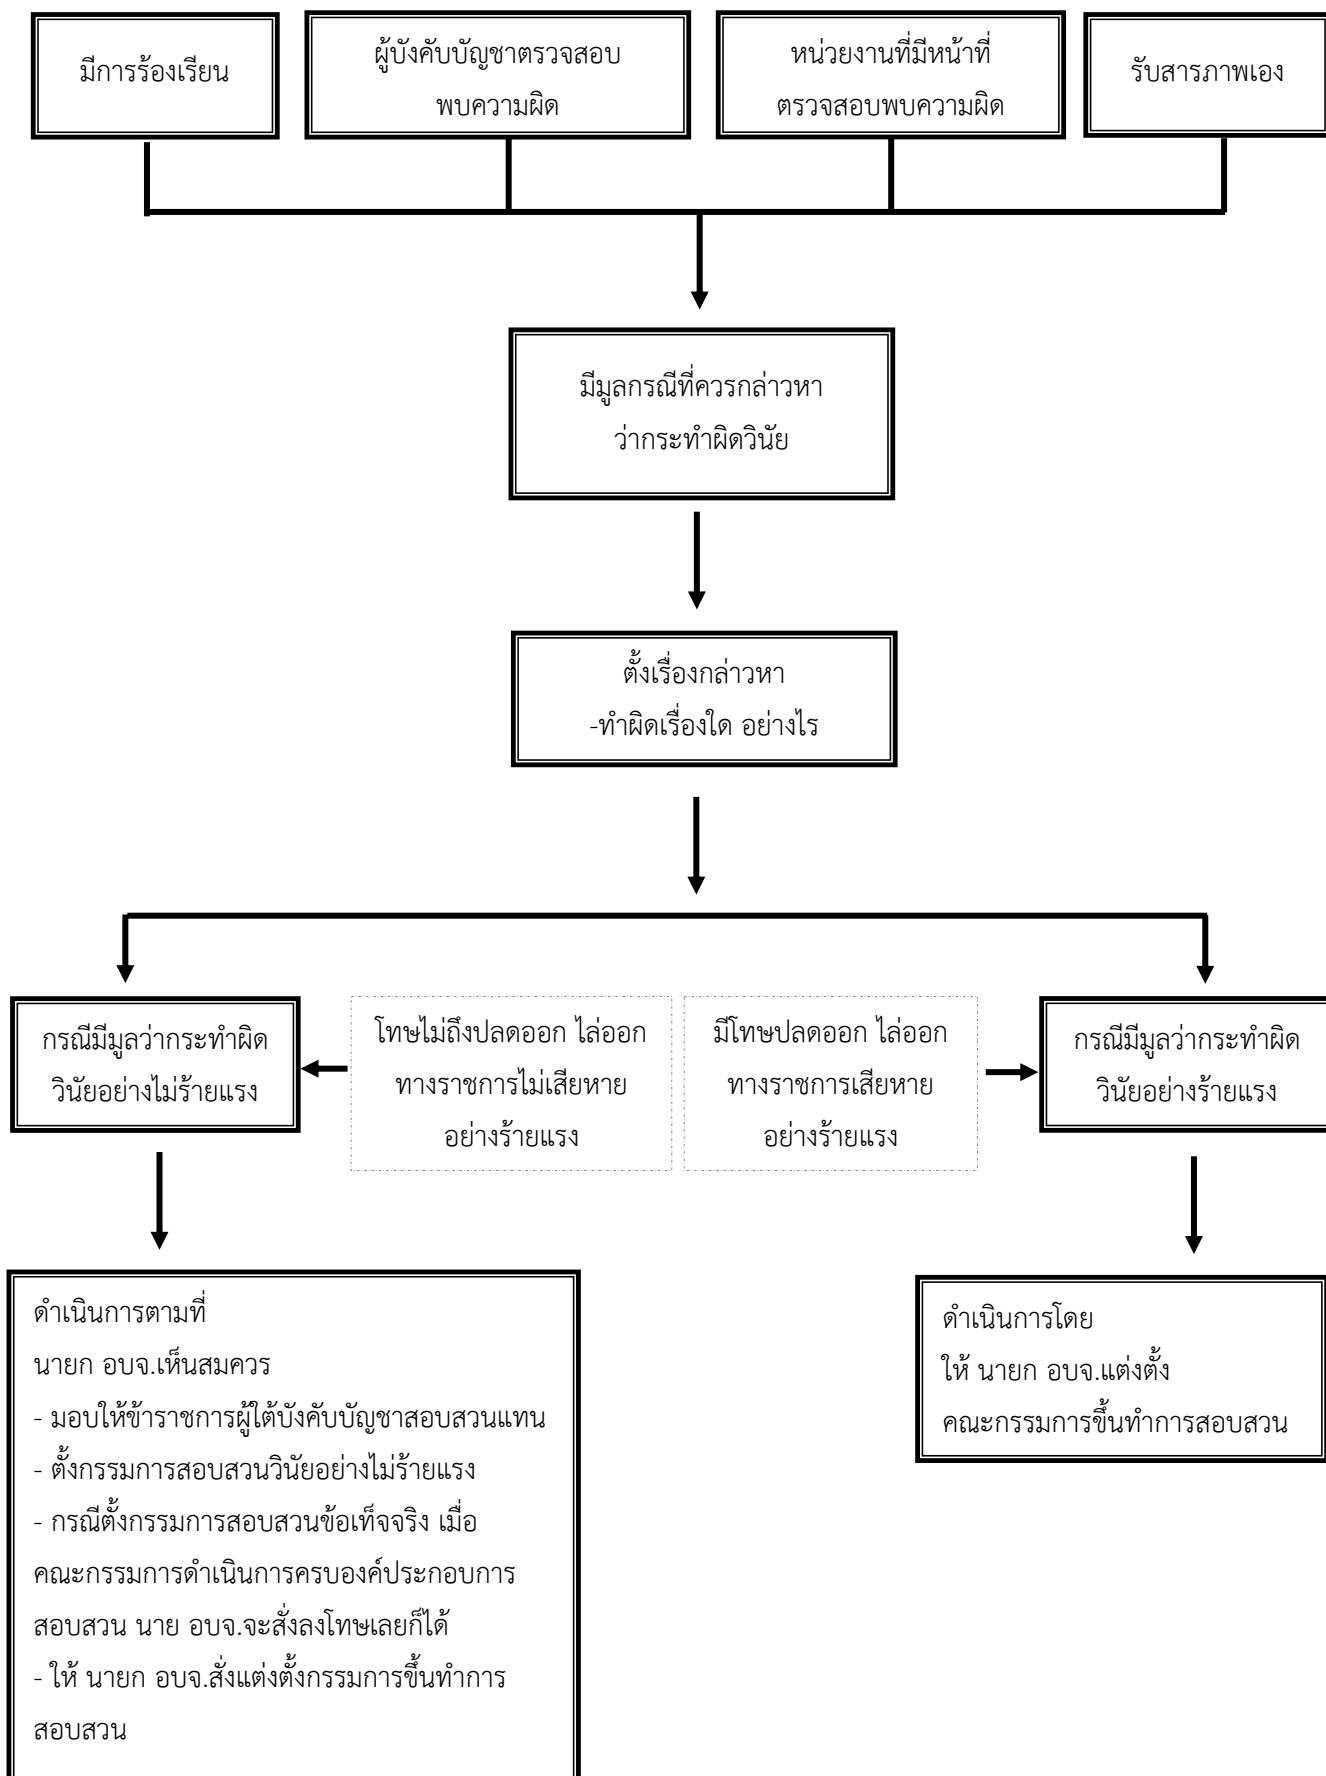 มีการร้องเรียน
ผู้บังคับบัญชาตรวจสอบ
พบความผิด
หน่วยงานที่มีหน้าที่
ตรวจสอบพบความผิด
รับสารภาพเอง
มีมูลกรณีที่ควรกล่าวหา
ว่ากระทำผิดวินัย
ตั้งเรื่องกล่าวหา
-ทำผิดเรื่องใด อย่างไร
กรณีมีมูลว่ากระทำผิด
วินัยอย่างไม่ร้ายแรง
โทษไม่ถึงปลดออก ไล่ออก
ทางราชการไม่เสียหาย
อย่างร้ายแรง
มีโทษปลดออก ไล่ออก
ทางราชการเสียหาย
อย่างร้ายแรง
กรณีมีมูลว่ากระทำผิด
วินัยอย่างร้ายแรง
ดำเนินการตามที่
นายก อบจ.เห็นสมควร
- มอบให้ข้าราชการผู้ใต้บังคับบัญชาสอบสวนแทน
- ตั้งกรรมการสอบสวนวินัยอย่างไม่ร้ายแรง
- กรณีตั้งกรรมการสอบสวนข้อเท็จจริง เมื่อ
คณะกรรมการดำเนินการครบองค์ประกอบการ
สอบสวน นาย อบจ.จะสั่งลงโทษเลยก็ได้
- ให้ นายก อบจ.สั่งแต่งตั้งกรรมการขึ้นทำการ
สอบสวน
ดำเนินการโดย
ให้ นายก อบจ.แต่งตั้ง
คณะกรรมการขึ้นทำการสอบสวน